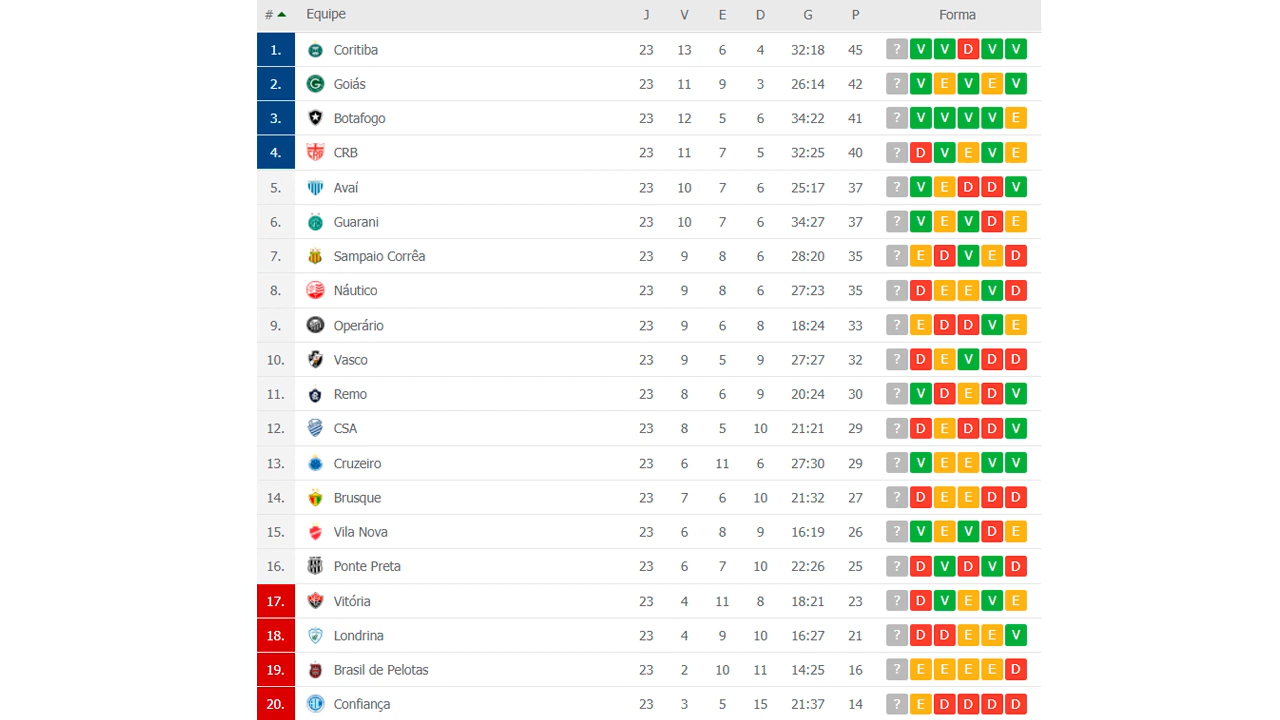 # Equipe J V E D G P Forma
1. Coritiba 23 13 6 4 32:18 45 ? V V D V V
2. Goiás 23 11 9 3 26:14 42 ? V E V E V
3. Botafogo 23 12 5 6 34:22 41 ? V V V V E
4. CRB 23 11 7 5 32:25 40 ? D V E V E
5. Avaí 23 10 7 6 25:17 37 ? V E D D V
6. Guarani 23 10 7 6 34:27 37 ? V E V D E
7. Sampaio Corrêa 23 9 8 6 28:20 35 ? E D V E D
8. Náutico 23 9 8 6 27:23 35 ? D E E V D
9. Operário 23 9 6 8 18:24 33 ? E D D V E
10. Vasco 23 9 5 9 27:27 32 ? D E V D D
11. Remo 23 8 6 9 20:24 30 ? V D E D V
12. CSA 23 8 5 10 21:21 29 ? D E D D V
13. Cruzeiro 23 6 11 6 27:30 29 ? V E E V V
14. Brusque 23 7 6 10 21:32 27 ? D E E D D
15. Vila Nova 23 6 8 9 16:19 26 ? V E V D E
16. Ponte Preta 23 6 7 10 22:26 25 ? D V D V D
17. Vitória 23 4 11 8 18:21 23 ? D V E V E
18. Londrina 23 4 9 10 16:27 21 ? D D E E V
19. Brasil de Pelotas 23 2 10 11 14:25 16 ? E E E E D
20. Confiança 23 3 5 15 21:37 14 ? E D D D D